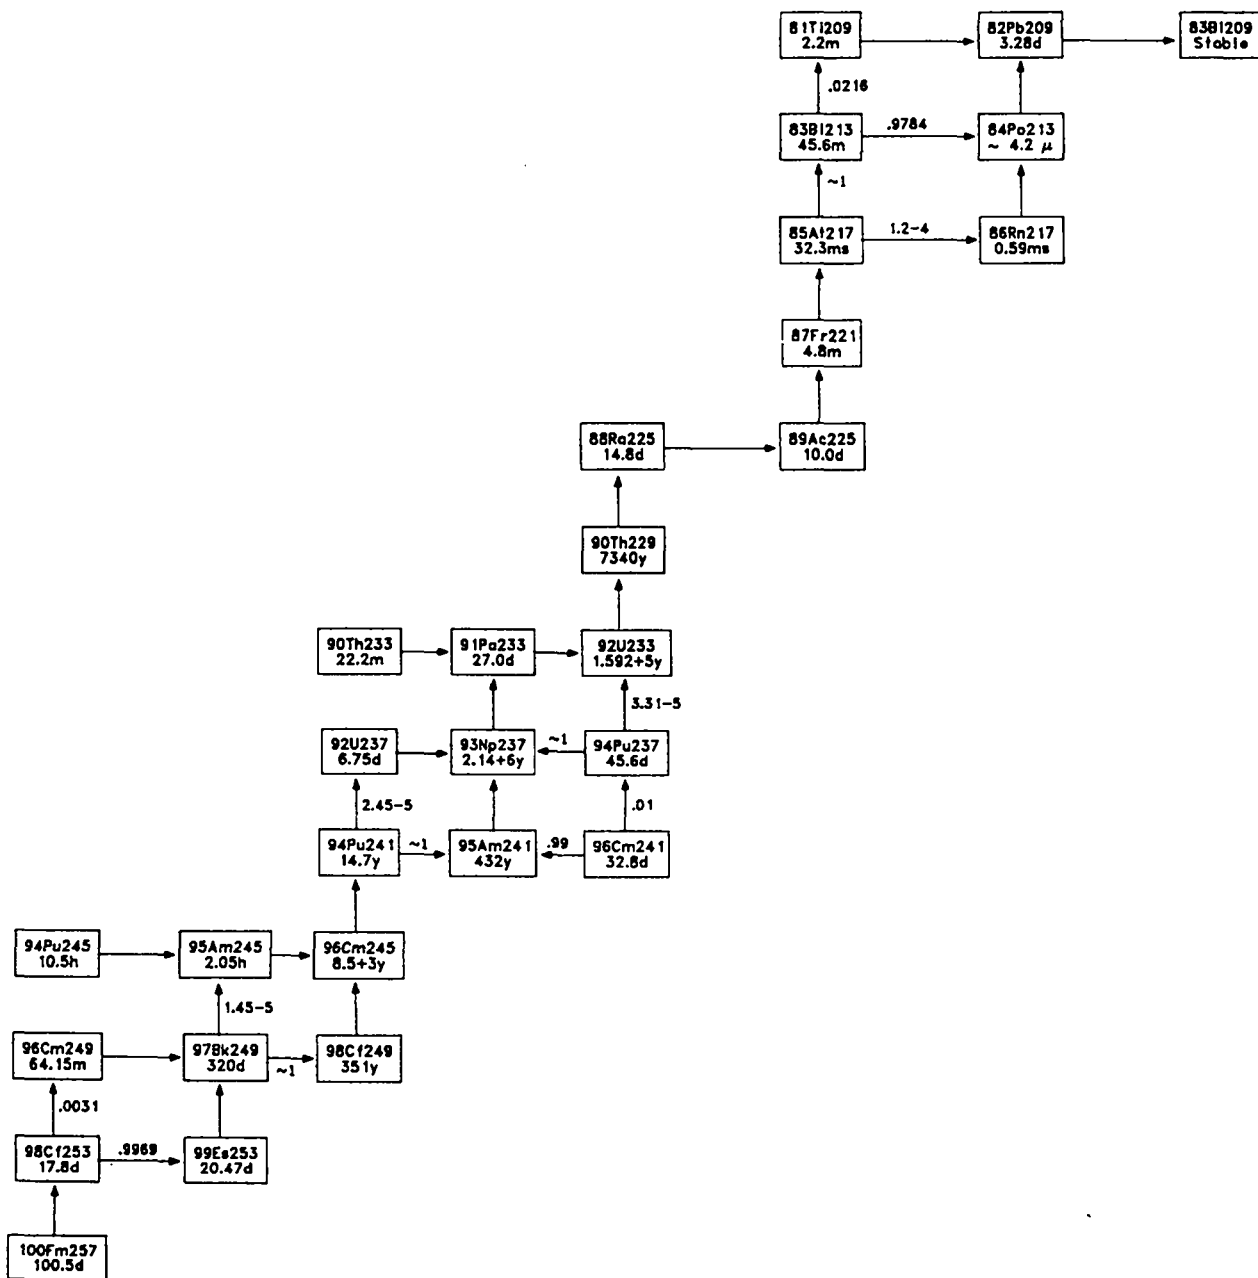 81Tl209
2.2m
82Pb209
3.28d
83Bi209
Stable
.0216
83Bi213
45.6m
.9784
84Po213
~ 4.2 μ
~1
85At217
32.3ms
1.2-4
86Rn217
0.59ms
87Fr221
4.8m
88Ra225
14.8d
89Ac225
10.0d
90Th229
7340y
90Th233
22.2m
91Pa233
27.0d
92U233
1.592+5y
3.31-5
92U237
6.75d
93Np237
2.14+6y
~1
94Pu237
45.6d
2.45-5
.01
94Pu241
14.7y
~1
95Am241
432y
.99
96Cm241
32.8d
94Pu245
10.5h
95Am245
2.05h
96Cm245
8.5+3y
1.45-5
96Cm249
64.15m
97Bk249
320d
~1
98Cf249
351y
.0031
98Cf253
17.8d
.9969
99Es253
20.47d
100Fm257
100.5d